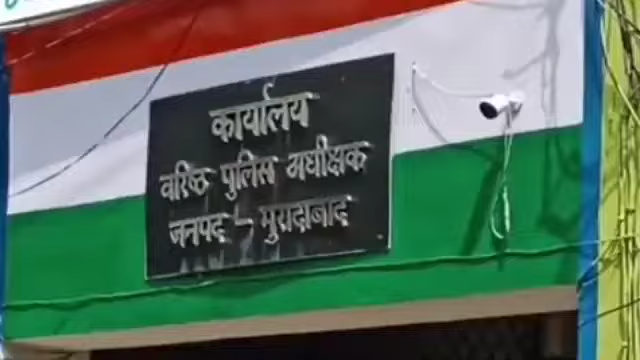 कार्यालय
वरिष्ठ पुलिस अधीक्षक
जनपद - मुरादाबाद